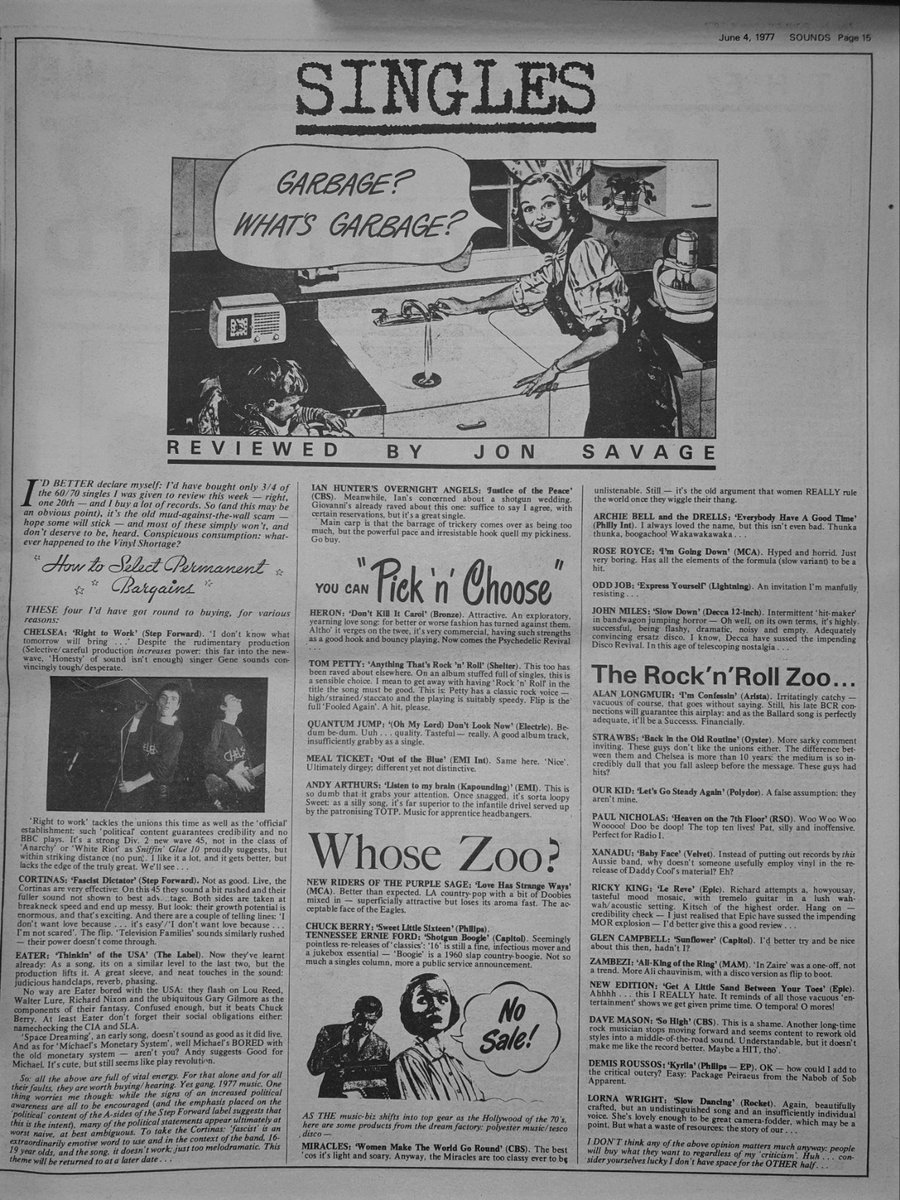 June 4, 1977 SOUNDS Page 15
SINGLES
GARBAGE?
WHAT'S GARBAGE?
REVIEWED BY JON SAVAGE
I'D BETTER declare myself: I'd have bought only 3/4 of
the 60/70 singles I was given to review this week — right,
one 20th — and I buy a lot of records. So (and this may be
an obvious point), it's the old mud-against-the-wall scam —
hope some will stick — and most of these simply won't, and
don't deserve to be, heard. Conspicuous consumption: what-
ever happened to the Vinyl Shortage?
"How to Select Permanent
Bargains"
THESE four I'd have got round to buying, for various
reasons:
CHELSEA: 'Right to Work' (Step Forward). 'I don't know what
tomorrow will bring . . .' Despite the rudimentary production
(Selective/careful production increases power: this far into the new-
wave, 'Honesty' of sound isn't enough) singer Gene sounds con-
vincingly tough/desperate.
'Right to work' tackles the unions this time as well as the 'official'
establishment: such 'political' content guarantees credibility and no
BBC plays. It's a strong Div. 2 new wave 45, not in the class of
'Anarchy' or 'White Riot' as Sniffin' Glue 10 proudly suggests, but
within striking distance (no pun). I like it a lot, and it gets better, but
lacks the edge of the truly great. We'll see . . .
CORTINAS: 'Fascist Dictator' (Step Forward). Not as good. Live, the
Cortinas are very effective: On this 45 they sound a bit rushed and their
fuller sound not shown to best adv tage. Both sides are taken at
breakneck speed and end up messy. But look: their growth potential is
enormous, and that's exciting. And there are a couple of telling lines: 'I
don't want love because . . . it's easy'/'I don't want love because . . .
I'm not scared'. The flip, 'Television Families' sounds similarly rushed
— their power doesn't come through.
EATER: 'Thinkin' of the USA' (The Label). Now they've learnt
already: As a song, its on a similar level to the last two, but the
production lifts it. A great sleeve, and neat touches in the sound:
judicious handclaps, reverb, phasing.
No way are Eater bored with the USA: they flash on Lou Reed,
Walter Lure, Richard Nixon and the ubiquitous Gary Gilmore as the
components of their fantasy. Confused enough, but it beats Chuck
Berry. At least Eater don't forget their social obligations either:
namechecking the CIA and SLA.
'Space Dreaming', an early song, doesn't sound as good as it did live.
And as for 'Michael's Monetary System', well Michael's BORED with
the old monetary system — aren't you? Andy suggests Good for
Michael. It's cute, but still seems like play revolution.
So: all the above are full of vital energy. For that alone and for all
their faults, they are worth buying/hearing. Yes gang, 1977 music. One
thing worries me though: while the signs of an increased political
awareness are all to be encouraged (and the emphasis placed on the
'political' content of the A-sides of the Step Forward label suggests that
this is the intent), many of the political statements appear ultimately at
worst naive, at best ambiguous. To take the Cortinas: 'fascist' is an
extraordinarily emotive word to use and in the context of the band, 16-
19 year olds, and the song, it doesn't work; just too melodramatic. This
theme will be returned to at a later date . . .
IAN HUNTER'S OVERNIGHT ANGELS: 'Justice of the Peace'
(CBS). Meanwhile, Ian's concerned about a shotgun wedding.
Giovanni's already raved about this one: suffice to say I agree, with
certain reservations, but it's a great single.
Main carp is that the barrage of trickery comes over as being too
much, but the powerful pace and irresistible hook quell my pickiness.
Go buy.
YOU CAN "Pick 'n' Choose"
HERON: 'Don't Kill It Carol' (Bronze). Attractive. An exploratory,
yearning love song: for better or worse fashion has turned against them.
Altho' it verges on the twee, it's very commercial, having such strengths
as a good hook and bouncy playing. Now comes the Psychedelic Revival
. . .
TOM PETTY: 'Anything That's Rock 'n' Roll' (Shelter). This too has
been raved about elsewhere. On an album stuffed full of singles, this is
a sensible choice. I mean to get away with having 'Rock 'n' Roll' in the
title the song must be good. This is: Petty has a classic rock voice —
high/strained/staccato and the playing is suitably speedy. Flip is the
full 'Fooled Again'. A hit, please.
QUANTUM JUMP: '(Oh My Lord) Don't Look Now' (Electric). Be-
dum be-dum. Uuh . . . quality. Tasteful — really. A good album track,
insufficiently grabby as a single.
MEAL TICKET: 'Out of the Blue' (EMI Int). Same here. 'Nice'.
Ultimately dirgey; different yet not distinctive.
ANDY ARTHURS: 'Listen to my brain (Kapounding)' (EMI). This is
so dumb that it grabs your attention. Once snagged, it's sorta loopy
Sweet: as a silly song, it's far superior to the infantile drivel served up
by the patronising TOTP. Music for apprentice headbangers.
Whose Zoo?
NEW RIDERS OF THE PURPLE SAGE: 'Love Has Strange Ways'
(MCA). Better than expected. LA country-pop with a bit of Doobies
mixed in — superficially attractive but loses its aroma fast. The ac-
ceptable face of the Eagles.
CHUCK BERRY: 'Sweet Little Sixteen' (Philips).
TENNESSEE ERNIE FORD: 'Shotgun Boogie' (Capitol). Seemingly
pointless re-releases of 'classics': '16' is still a fine, infectious mover and
a jukebox essential — 'Boogie' is a 1960 slap country-boogie. Not so
much a singles column, more a public service announcement.
No
Sale!
AS THE music-biz shifts into top gear as the Hollywood of the 70's,
here are some products from the dream factory: polyester music/tesco
disco —
MIRACLES: 'Women Make The World Go Round' (CBS). The best
'cos it's light and soary. Anyway, the Miracles are too classy ever to be
unlistenable. Still — it's the old argument that women REALLY rule
the world once they wiggle their thang.
ARCHIE BELL and the DRELLS: 'Everybody Have A Good Time'
(Philly Int). I always loved the name, but this isn't even bad. Thunka
thunka, boogachoo! Wakawakawaka . . .
ROSE ROYCE: 'I'm Going Down' (MCA). Hyped and horrid. Just
very boring. Has all the elements of the formula (slow variant) to be a
hit.
ODD JOB: 'Express Yourself' (Lightning). An invitation I'm manfully
resisting . . .
JOHN MILES: 'Slow Down' (Decca 12-inch). Intermittent 'hit-maker'
in bandwagon jumping horror — Oh well, on its own terms, it's highly
successful, being flashy, dramatic, noisy and empty. Adequately
convincing ersatz disco. I know, Decca have sussed the impending
Disco Revival. In this age of telescoping nostalgia . . .
The Rock'n'Roll Zoo...
ALAN LONGMUIR: 'I'm Confessin' (Arista). Irritatingly catchy —
vacuous of course, that goes without saying. Still, his late BCR con-
nections will guarantee this airplay: and as the Ballard song is perfectly
adequate, it'll be a Success. Financially.
STRAWBS: 'Back in the Old Routine' (Oyster). More sarky comment
inviting. These guys don't like the unions either. The difference bet-
ween them and Chelsea is more than 10 years: the medium is so in-
credibly dull that you fall asleep before the message. These guys had
hits?
OUR KID: 'Let's Go Steady Again' (Polydor). A false assumption: they
aren't mine.
PAUL NICHOLAS: 'Heaven on the 7th Floor' (RSO). Woo Woo Woo
Wooooo! Doo be doop! The top ten lives! Pat, silly and inoffensive.
Perfect for Radio 1.
XANADU: 'Baby Face' (Velvet). Instead of putting out records by this
Aussie band, why doesn't someone usefully employ vinyl in the re-
release of Daddy Cool's material? Eh?
RICKY KING: 'Le Reve' (Epic). Richard attempts a, howyousay,
tasteful mood mosaic, with tremelo guitar in a lush wah-
wah/acoustic setting. Kitsch of the highest order. Hang on —
credibility check — I just realised that Epic have sussed the impending
MOR explosion — I'd better give this a good review . . .
GLEN CAMPBELL: 'Sunflower' (Capitol). I'd better try and be nice
about this then, hadn't I?
ZAMBEZI: 'All-King of the Ring' (MAM). 'In Zaire' was a one-off, not
a trend. More Ali chauvinism, with a disco version as flip to boot.
NEW EDITION: 'Get A Little Sand Between Your Toes' (Epic).
Ahhhh . . . this I REALLY hate. It reminds of all those vacuous 'en-
tertainment' shows we get given prime time. O tempora! O mores!
DAVE MASON: 'So High' (CBS). This is a shame. Another long-time
rock musician stops moving forward and seems content to rework old
styles into a middle-of-the-road sound. Understandable, but it doesn't
make me like the record better. Maybe a HIT, tho'.
DEMIS ROUSSOS: 'Kyrila' (Philips — EP). OK — how could I add to
the critical outcry? Easy: Package Peiraeus from the Nabob of Sob
Apparent.
LORNA WRIGHT: 'Slow Dancing' (Rocket). Again, beautifully
crafted, but an undistinguished song and an insufficiently individual
voice. She's lovely enough to be great camera-fodder, which may be a
point. But what a waste of resources: the story of our . . .
I DON'T think any of the above opinion matters much anyway: people
will buy what they want to regardless of my 'criticism'. Huh . . . con-
sider yourselves lucky I don't have space for the OTHER half . . .